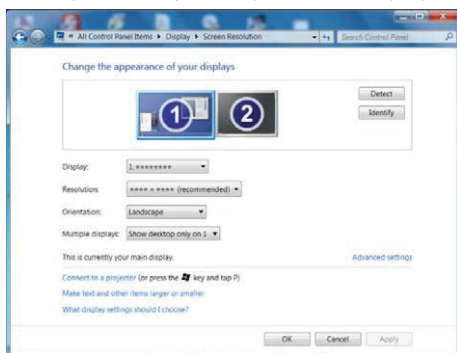 « All Control Panel Items ▸ Display ▸ Screen Resolution
Search Control Panel
Change the appearance of your displays
1 2
Detect
Identify
Display: 1. ********
Resolution: **** × **** (recommended)
Orientation: Landscape
Multiple displays: Show desktop only on 1
This is currently your main display.
Advanced settings
Connect to a projector (or press the key and tap P)
Make text and other items larger or smaller
What display settings should I choose?
OK Cancel Apply